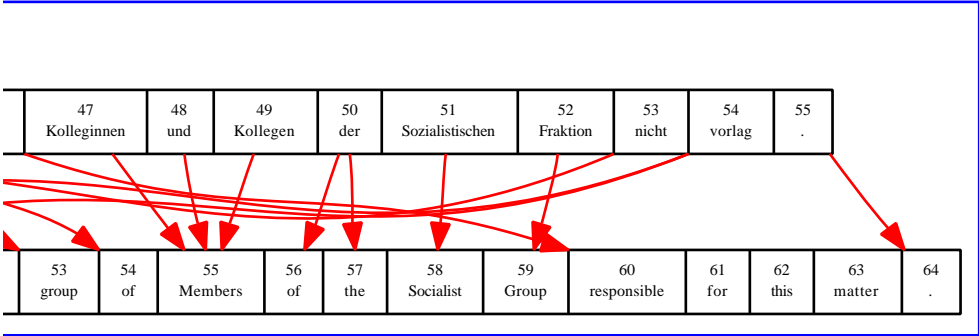 47 48 49 50 51 52 53 54 55
Kolleginnen und Kollegen der Sozialistischen Fraktion nicht vorlag .
53 54 55 56 57 58 59 60 61 62 63 64
group of Members of the Socialist Group responsible for this matter .